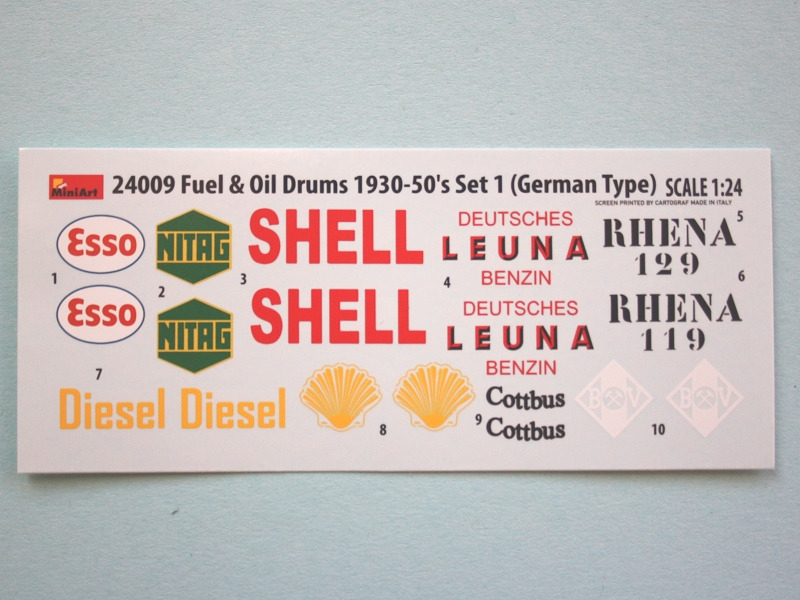 MiniArt 24009 Fuel & Oil Drums 1930-50's Set 1 (German Type) SCALE 1:24
SCREEN PRINTED BY CARTOGRAF MADE IN ITALY
Esso
NITAG
SHELL
DEUTSCHES
LEUNA
BENZIN
RHENA
129
5
1
2
3
4
6
Esso
NITAG
SHELL
DEUTSCHES
LEUNA
BENZIN
RHENA
119
7
Diesel Diesel
8
9
Cottbus
Cottbus
B V
B V
10